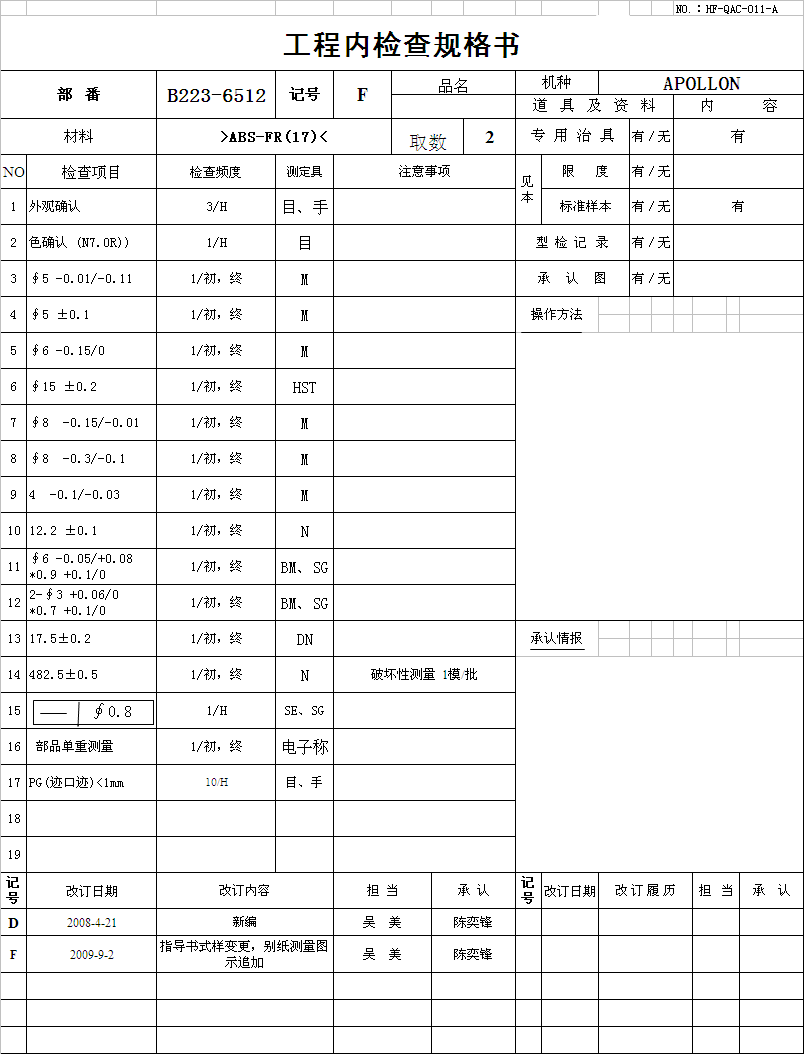 NO.：HF-QAC-011-A
工程内检查规格书
部 番 B223-6512 记号 F 品名 机种 APOLLON
道 具 及 资 料 内 容
材料 >ABS-FR(17)< 取数 2 专 用 治 具 有/无 有
NO 检查项目 检查频度 测定具 注意事项 见本 限 度 有/无
1 外观确认 3/H 目、手 标准样本 有/无 有
2 色确认 (N7.0R)) 1/H 目 型 检 记 录 有/无
3 ∮5 -0.01/-0.11 1/初, 终 M 承 认 图 有/无
4 ∮5 ±0.1 1/初, 终 M 操作方法
5 ∮6 -0.15/0 1/初, 终 M
6 ∮15 ±0.2 1/初, 终 HST
7 ∮8 -0.15/-0.01 1/初, 终 M
8 ∮8 -0.3/-0.1 1/初, 终 M
9 4 -0.1/-0.03 1/初, 终 M
10 12.2 ±0.1 1/初, 终 N
11 ∮6 -0.05/+0.08 1/初, 终 BM、SG
*0.9 +0.1/0
12 2-∮3 +0.06/0 1/初, 终 BM、SG
*0.7 +0.1/0
13 17.5±0.2 1/初, 终 DN 承认情报
14 482.5±0.5 1/初, 终 N 破坏性测量 1模/批
15 — ∮0.8 1/H SE、SG
16 部品单重测量 1/初, 终 电子称
17 PG(迹口迹)<1mm 10/H 目、手
18
19
记号 改订日期 改订内容 担 当 承 认 记号 改订日期 改订履历 担 当 承 认
D 2008-4-21 新编 吴 美 陈奕锋
F 2009-9-2 指导书式样变更, 别纸测量图 吴 美 陈奕锋
示追加